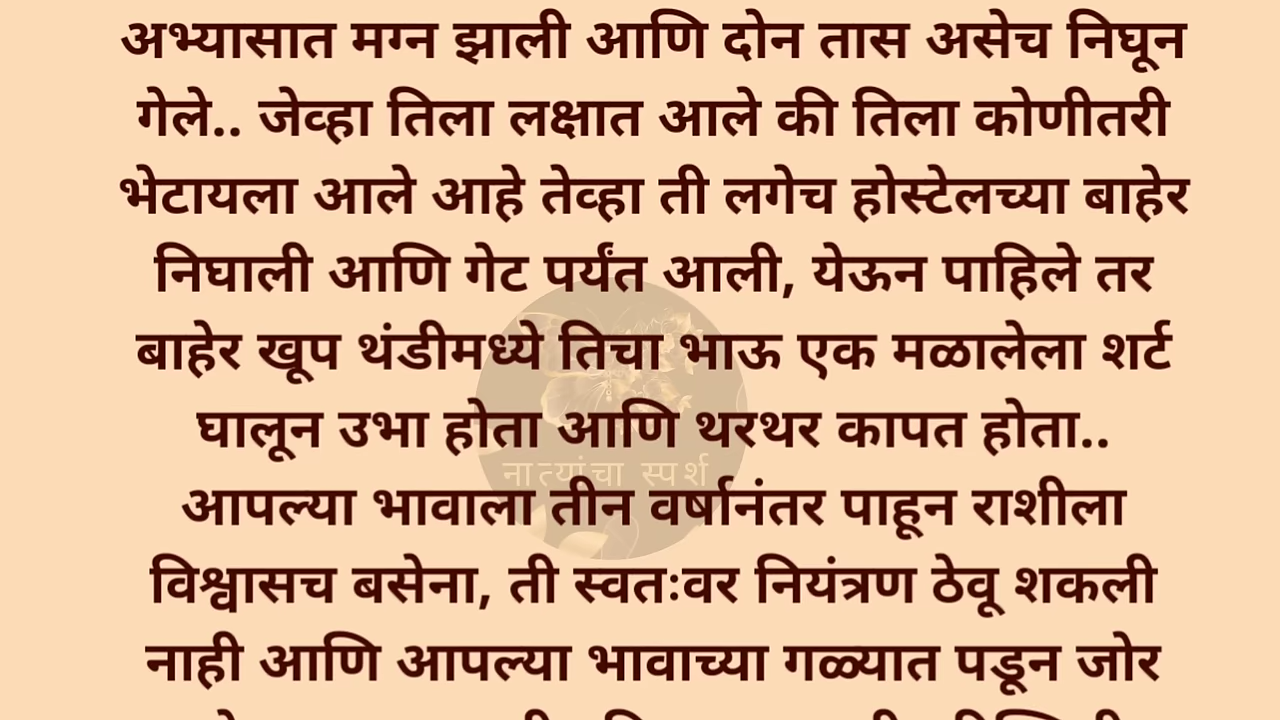 अभ्यासात मग्न झाली आणि दोन तास असेच निघून
गेले.. जेव्हा तिला लक्षात आले की तिला कोणीतरी
भेटायला आले आहे तेव्हा ती लगेच होस्टेलच्या बाहेर
निघाली आणि गेट पर्यंत आली, येऊन पाहिले तर
बाहेर खूप थंडीमध्ये तिचा भाऊ एक मळालेला शर्ट
घालून उभा होता आणि थरथर कापत होता..
नात्यांचा स्पर्श
आपल्या भावाला तीन वर्षानंतर पाहून राशीला
विश्वासच बसेना, ती स्वतःवर नियंत्रण ठेवू शकली
नाही आणि आपल्या भावाच्या गळ्यात पडून जोर